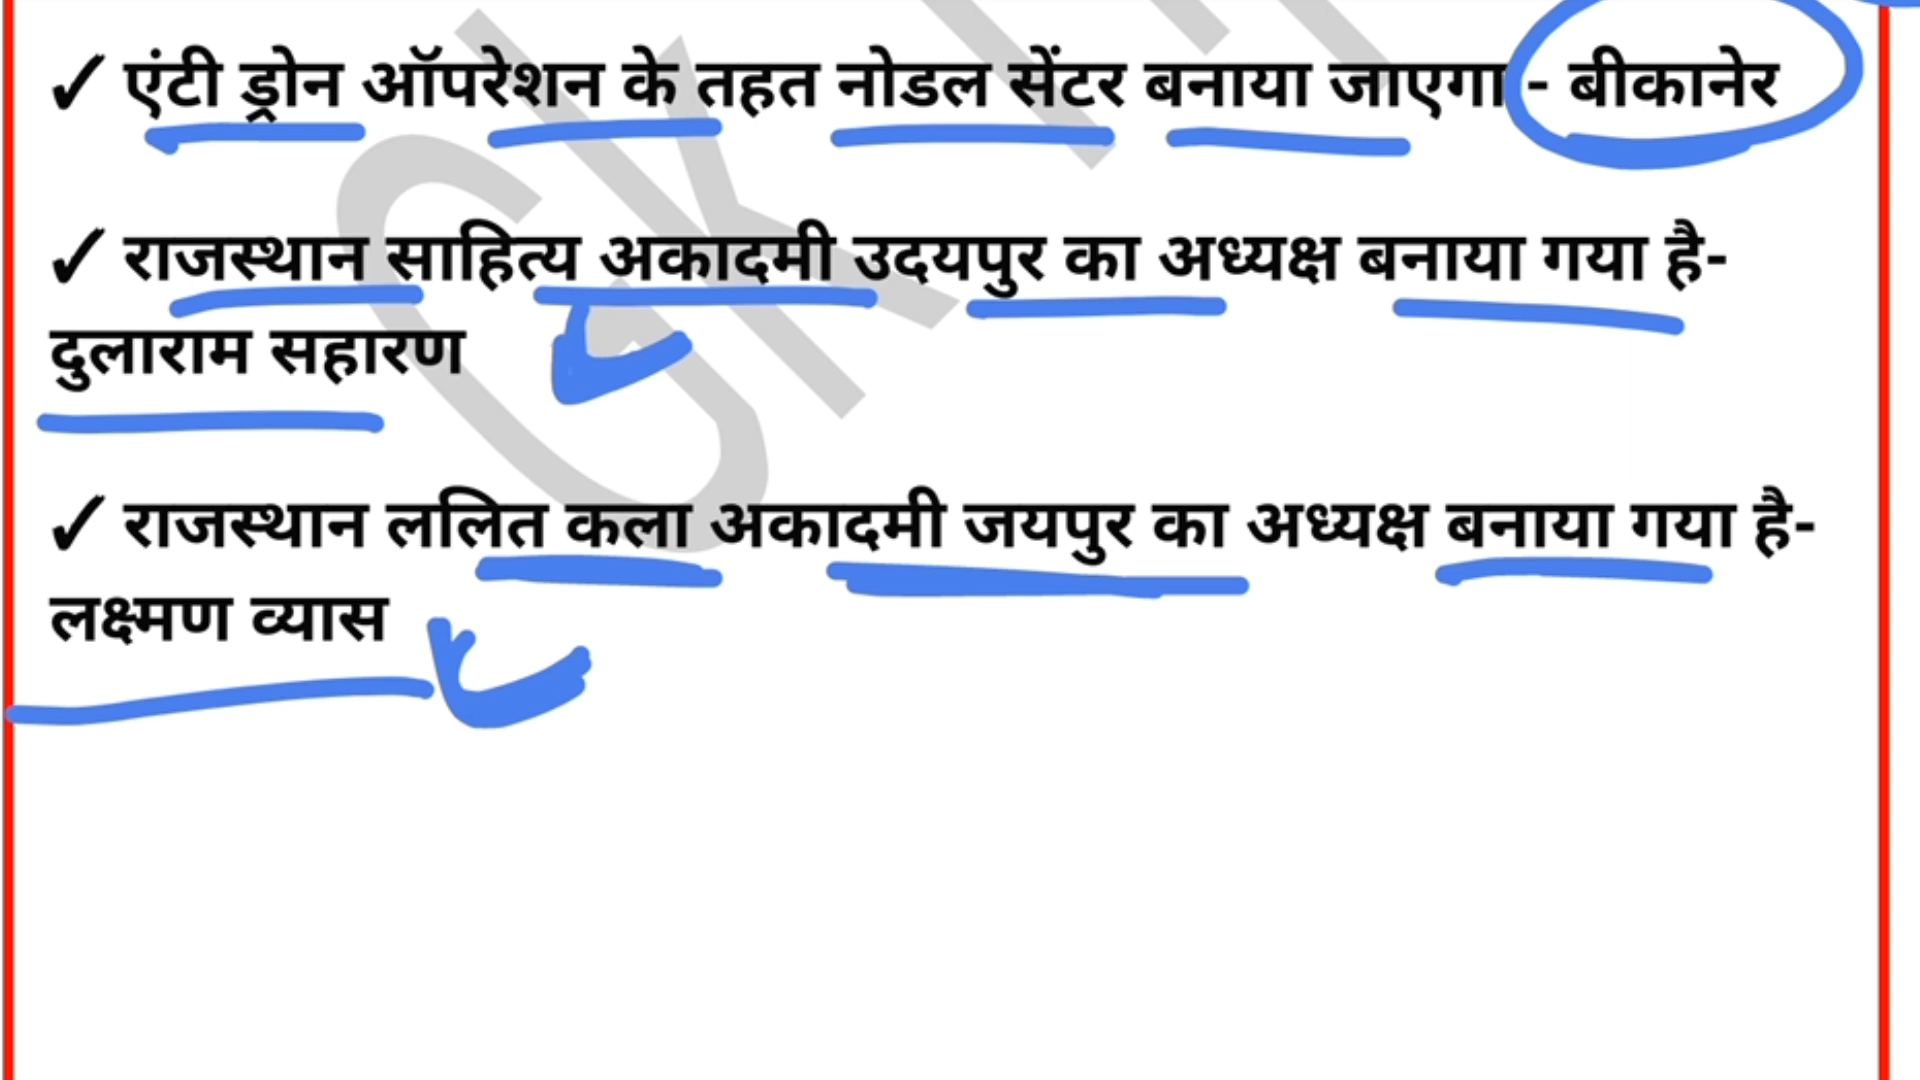 ✓ एंटी ड्रोन ऑपरेशन के तहत नोडल सेंटर बनाया जाएगा - बीकानेर
✓ राजस्थान साहित्य अकादमी उदयपुर का अध्यक्ष बनाया गया है-
दुलाराम सहारण
✓ राजस्थान ललित कला अकादमी जयपुर का अध्यक्ष बनाया गया है-
लक्ष्मण व्यास
GK